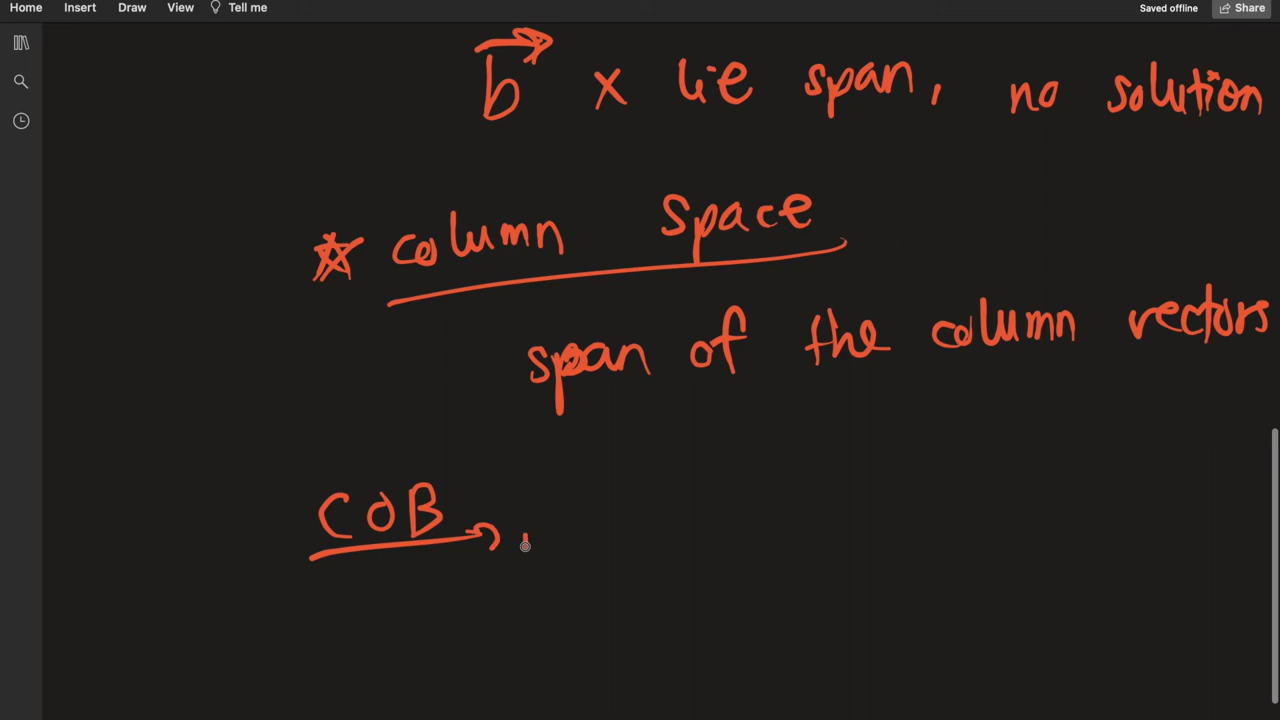 Home Insert Draw View Tell me Saved offline Share
b x lie span, no solution
* column space
span of the column vectors
COB